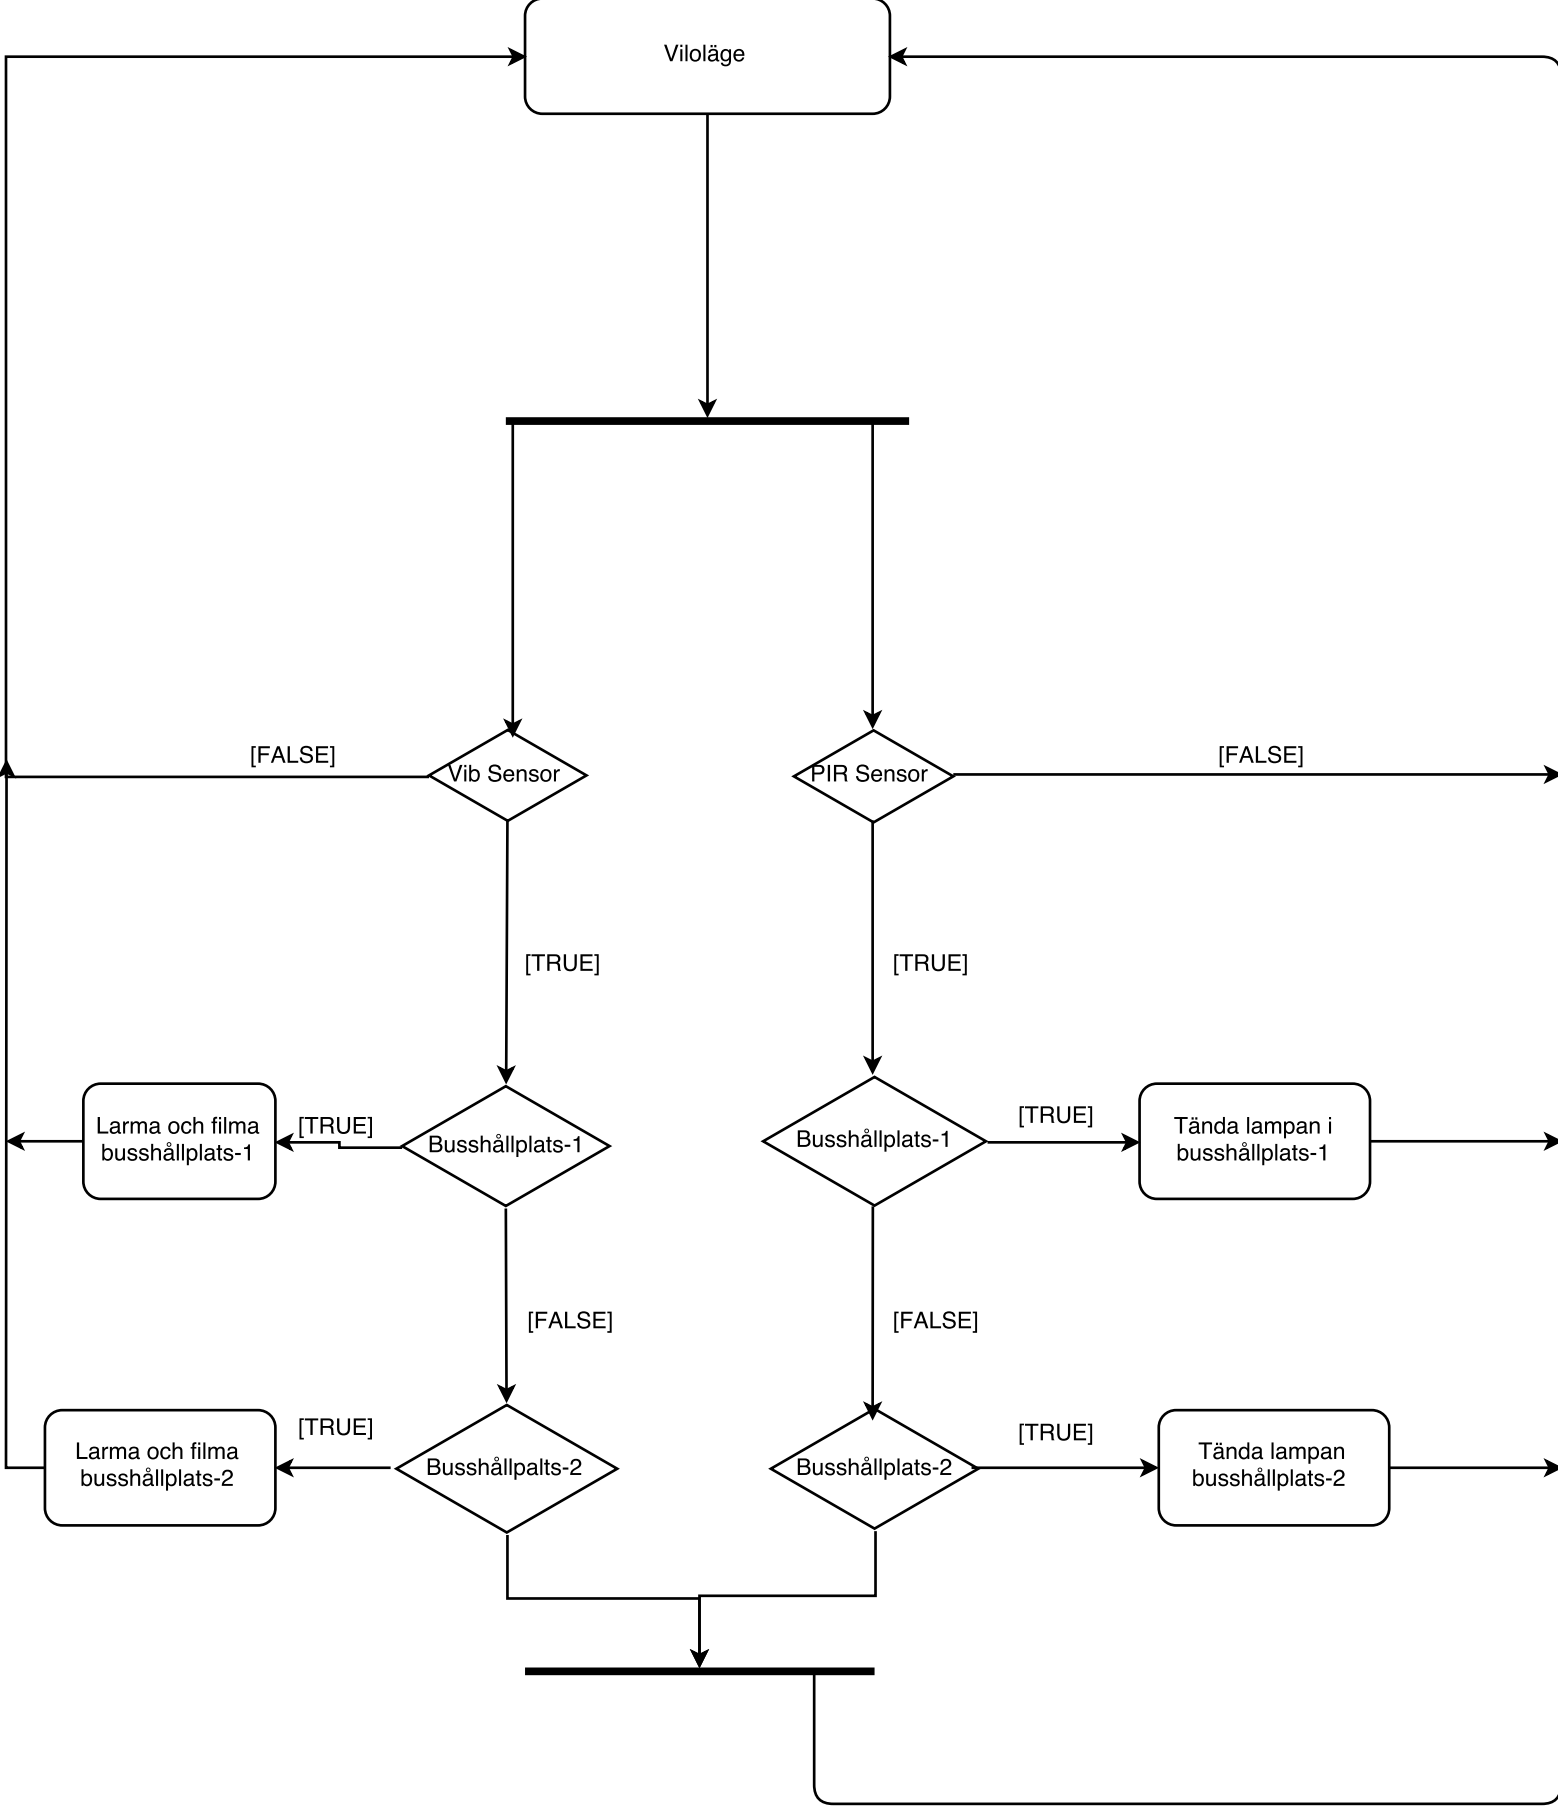 Viloläge
[FALSE]
Vib Sensor
PIR Sensor
[FALSE]
[TRUE]
[TRUE]
Larma och filma
busshållplats-1
[TRUE]
Busshållplats-1
Busshållplats-1
[TRUE]
Tända lampan i
busshållplats-1
[FALSE]
[FALSE]
Larma och filma
busshållplats-2
[TRUE]
Busshållpalts-2
Busshållplats-2
[TRUE]
Tända lampan
busshållplats-2